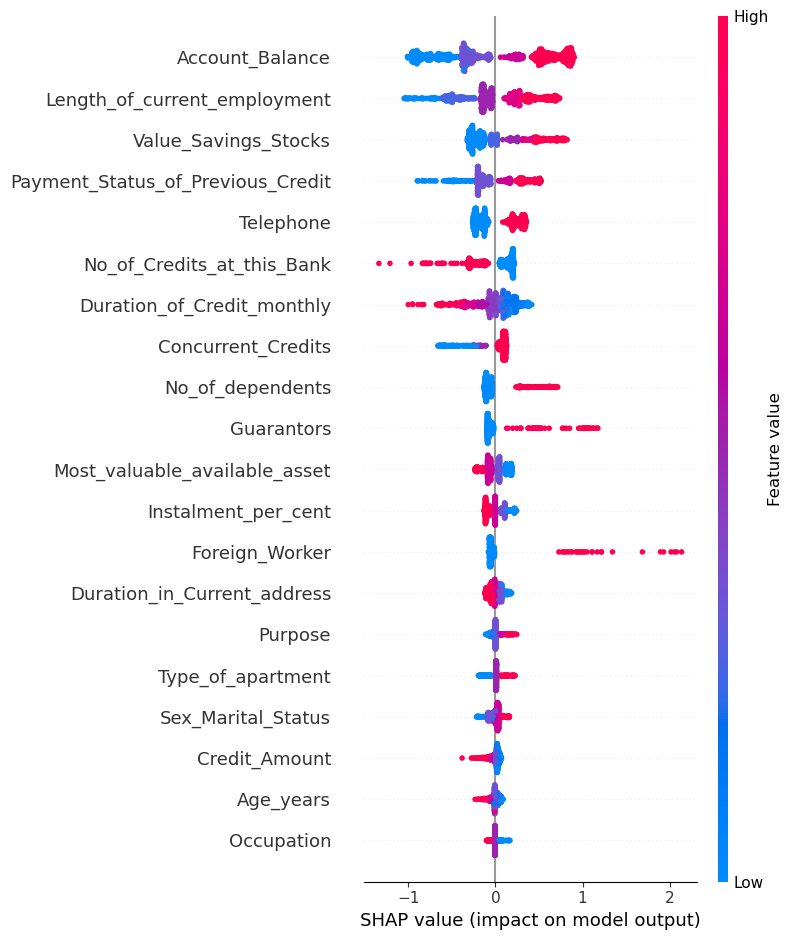 High
Account_Balance
Length_of_current_employment
Value_Savings_Stocks
Payment_Status_of_Previous_Credit
Telephone
No_of_Credits_at_this_Bank
Duration_of_Credit_monthly
Concurrent_Credits
No_of_dependents
Guarantors
Most_valuable_available_asset
Instalment_per_cent
Foreign_Worker
Duration_in_Current_address
Purpose
Type_of_apartment
Sex_Marital_Status
Credit_Amount
Age_years
Occupation
Feature value
Low
−1 0 1 2
SHAP value (impact on model output)